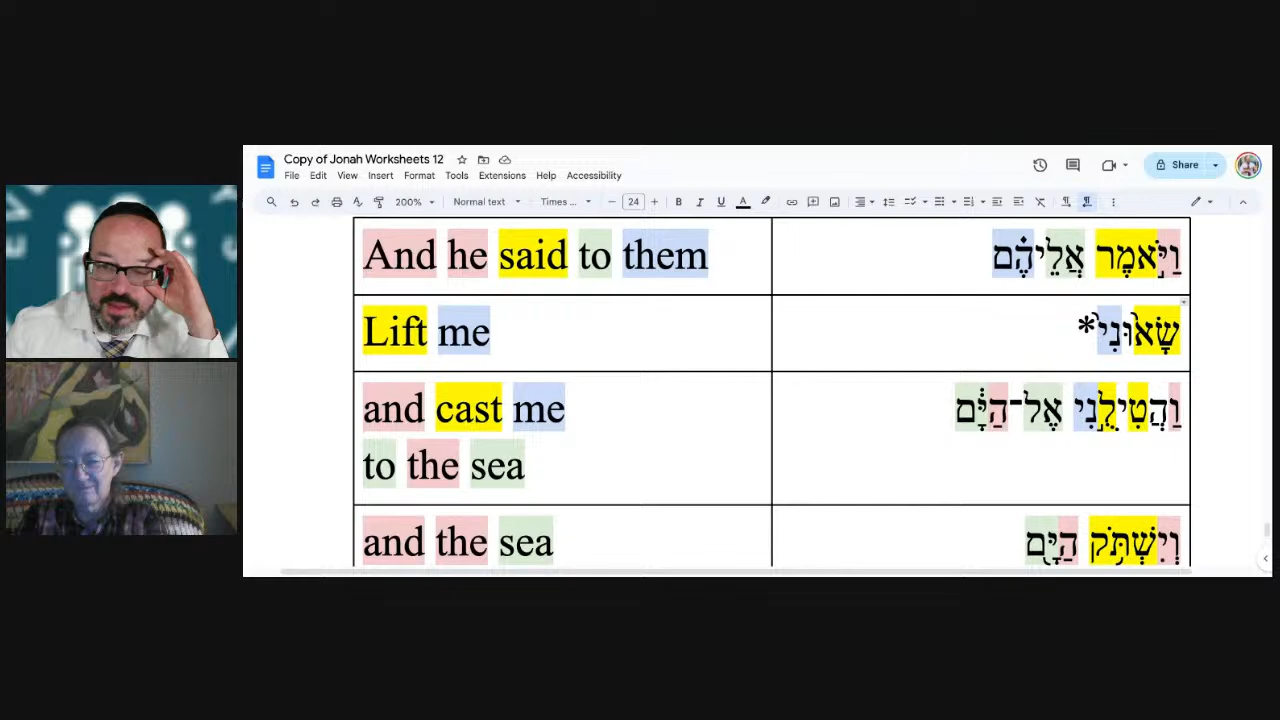 Copy of Jonah Worksheets 12
File Edit View Insert Format Tools Extensions Help Accessibility
200% Normal text Times ... 24 B I U A
Share
And he said to them
וַיֹּ֣אמֶר אֲלֵיהֶ֗ם
Lift me
שָׂא֙וּנִי֙*
and cast me
to the sea
וַהֲטִילֻ֣נִי אֶל־הַיָּ֔ם
and the sea
וְיִשְׁתֹּ֥ק הַיָּ֖ם